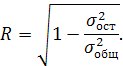 R = √(1 − σ²ост / σ²общ).